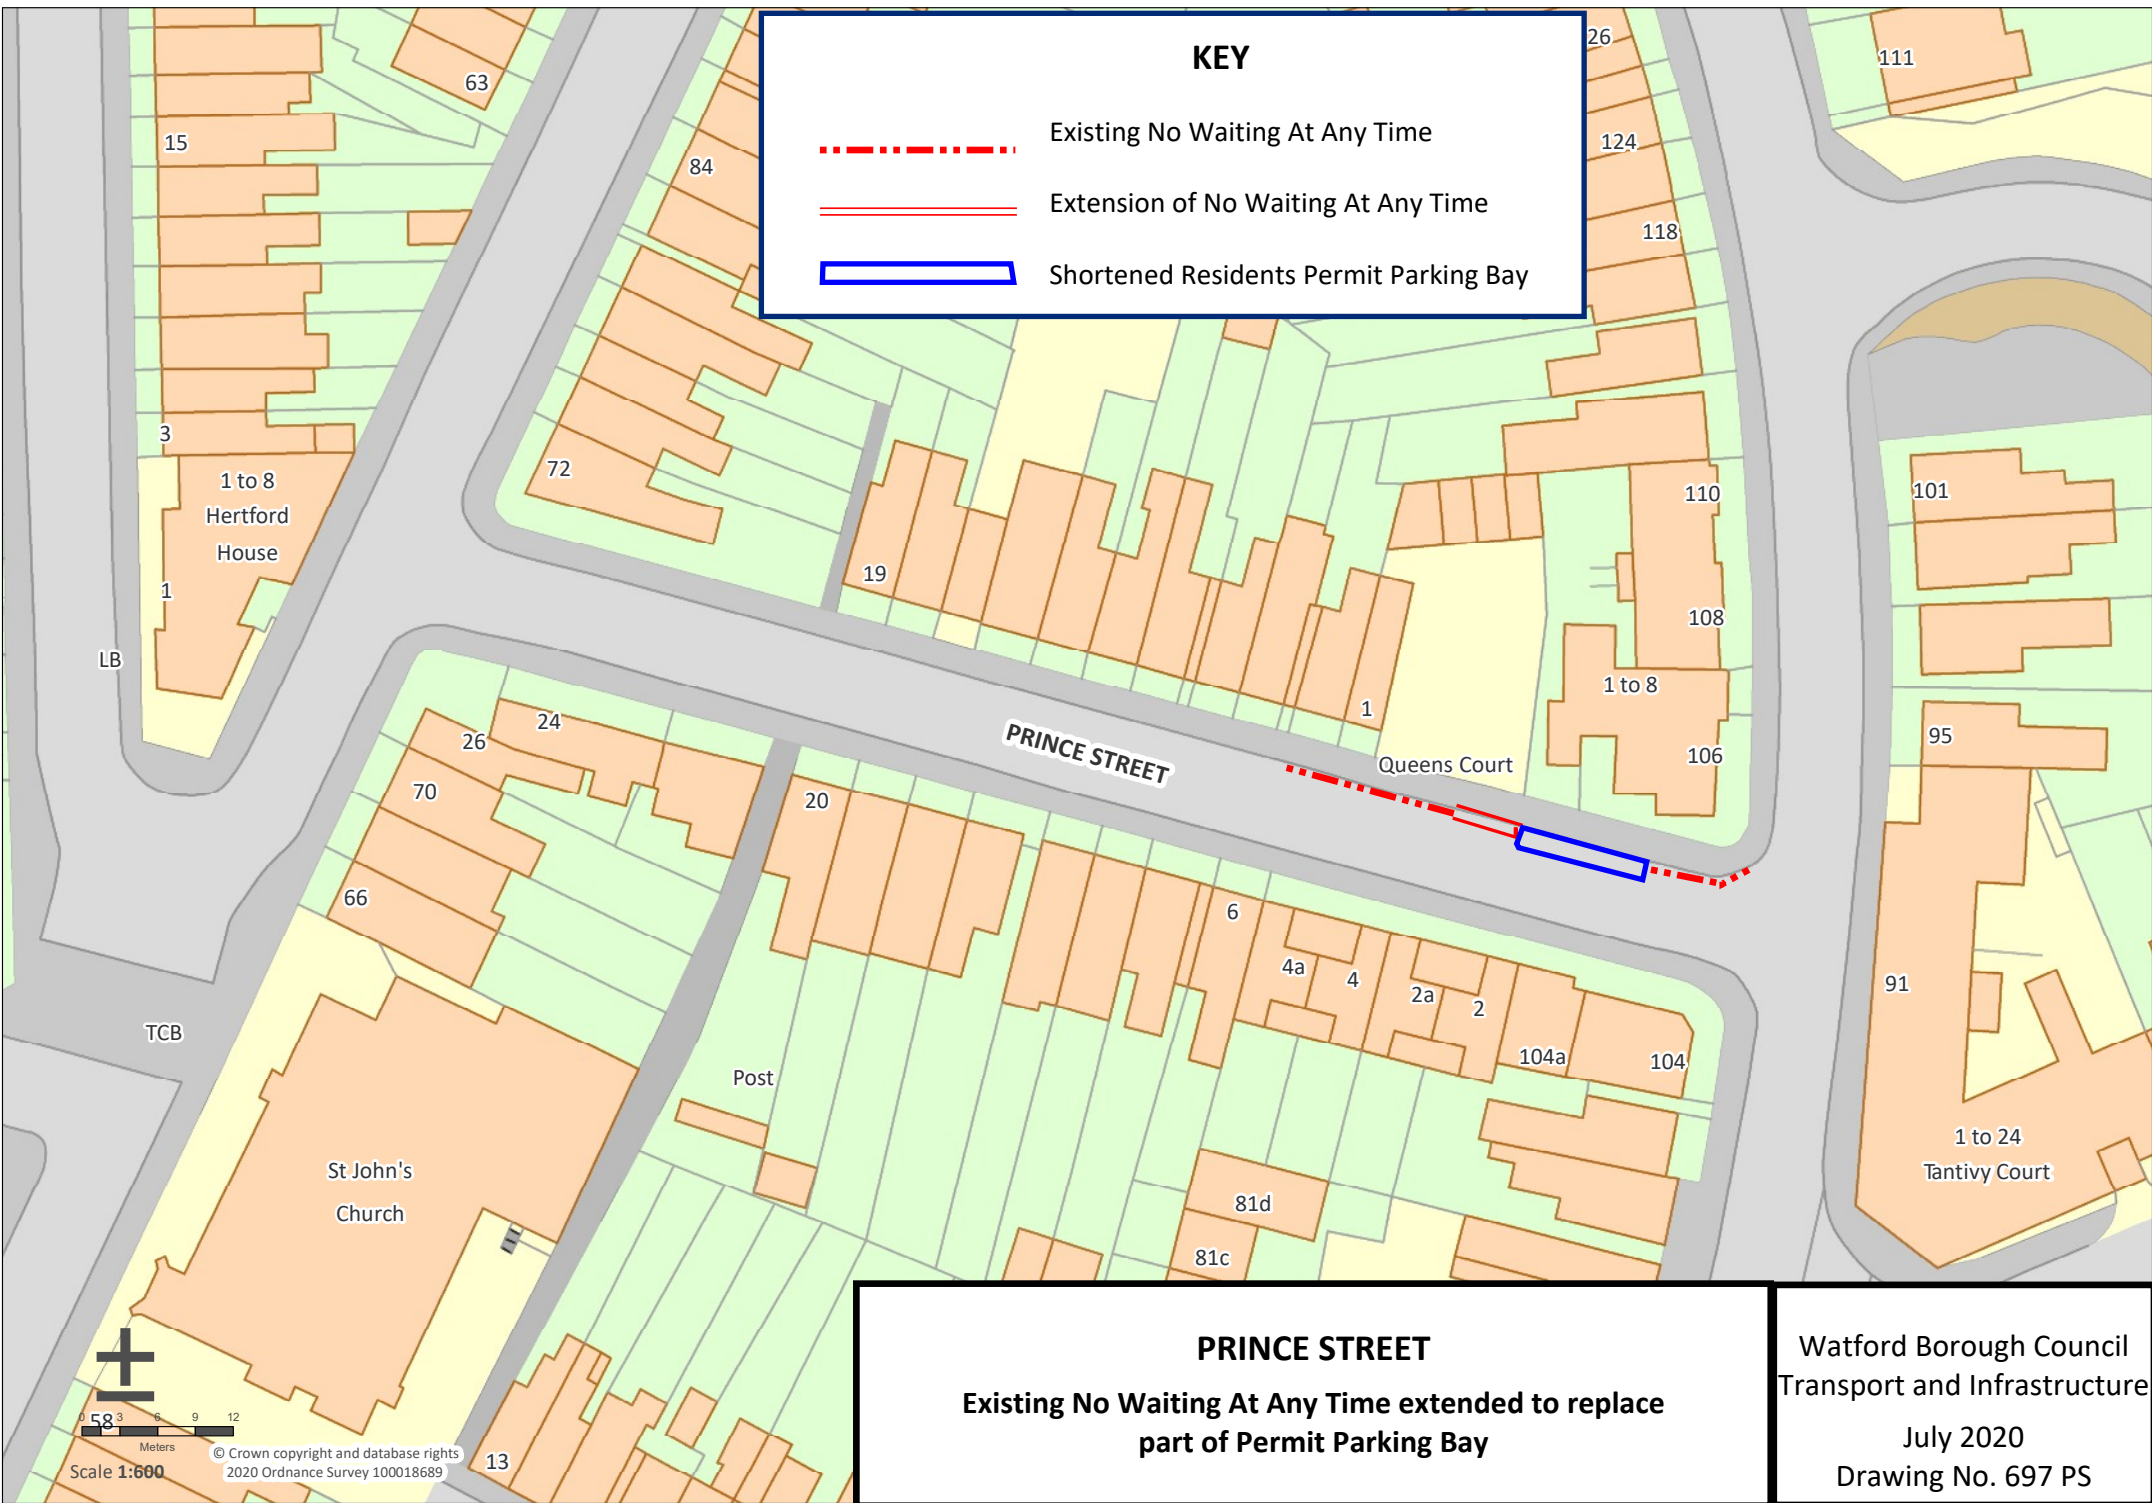 KEY
Existing No Waiting At Any Time
Extension of No Waiting At Any Time
Shortened Residents Permit Parking Bay
63
15
84
26
124
118
111
3
1 to 8
Hertford
House
1
72
19
110
108
101
LB
1 to 8
106
95
1
Queens Court
PRINCE STREET
24
26
70
66
20
6
4a
4
2a
2
104a
104
91
TCB
Post
St John's
Church
81d
81c
1 to 24
Tantivy Court
13
58
0 3 6 9 12
Meters
Scale 1:600
© Crown copyright and database rights
2020 Ordnance Survey 100018689
PRINCE STREET
Existing No Waiting At Any Time extended to replace
part of Permit Parking Bay
Watford Borough Council
Transport and Infrastructure
July 2020
Drawing No. 697 PS